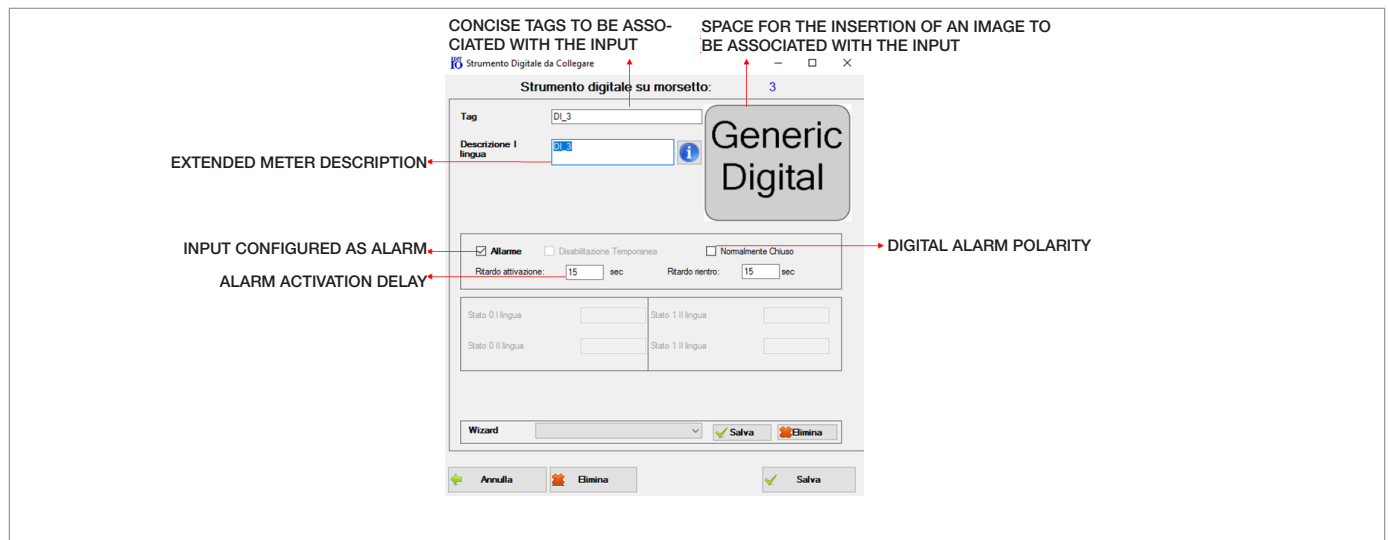 CONCISE TAGS TO BE ASSO-
CIATED WITH THE INPUT
SPACE FOR THE INSERTION OF AN IMAGE TO
BE ASSOCIATED WITH THE INPUT
Strumento Digitale da Collegare
Strumento digitale su morsetto: 3
Tag DI_3
Descrizione I
lingua
DI_3
Generic
Digital
EXTENDED METER DESCRIPTION
INPUT CONFIGURED AS ALARM
Allarme Disabilitazione Temporanea Normalmente Chiuso
DIGITAL ALARM POLARITY
Ritardo attivazione: 15 sec Ritardo rientro: 15 sec
ALARM ACTIVATION DELAY
Stato 0 I lingua Stato 1 II lingua
Stato 0 II lingua Stato 1 II lingua
Wizard Salva Elimina
Annulla Elimina Salva